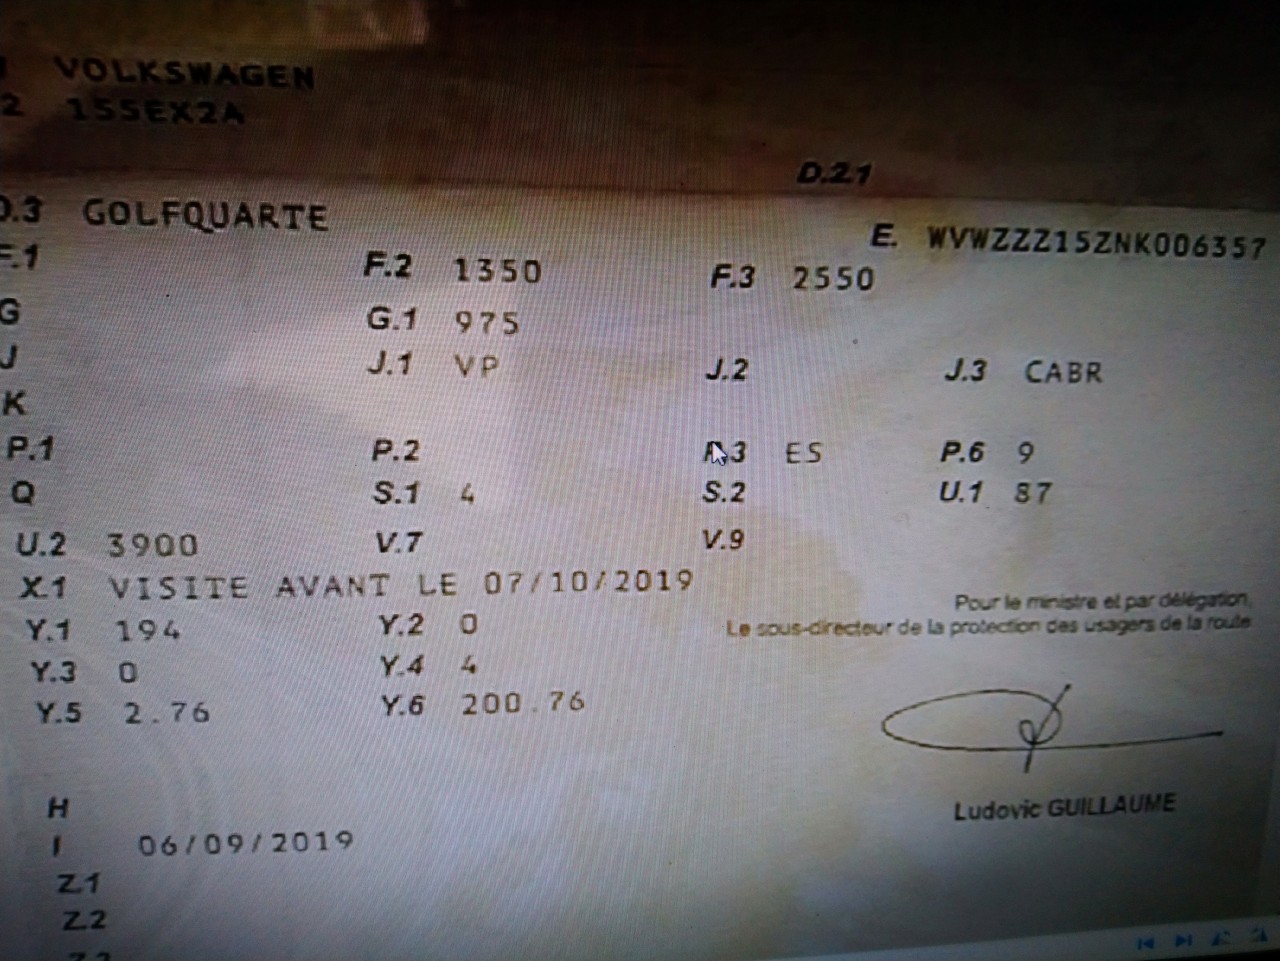 VOLKSWAGEN
2 155EX2A
D.2.1
D.3 GOLFQUARTE
E. WVWZZZ15ZNK006357
F.1 F.2 1350 F.3 2550
G G.1 975
J J.1 VP J.2 J.3 CABR
K
P.1 P.2 P.3 ES P.6 9
Q S.1 4 S.2 U.1 87
U.2 3900 V.7 V.9
X.1 VISITE AVANT LE 07/10/2019
Pour le ministre et par délégation,
Y.1 194 Y.2 0
Le sous-directeur de la protection des usagers de la route
Y.3 0 Y.4 4
Y.5 2.76 Y.6 200.76
H
Ludovic GUILLAUME
I 06/09/2019
Z.1
Z.2